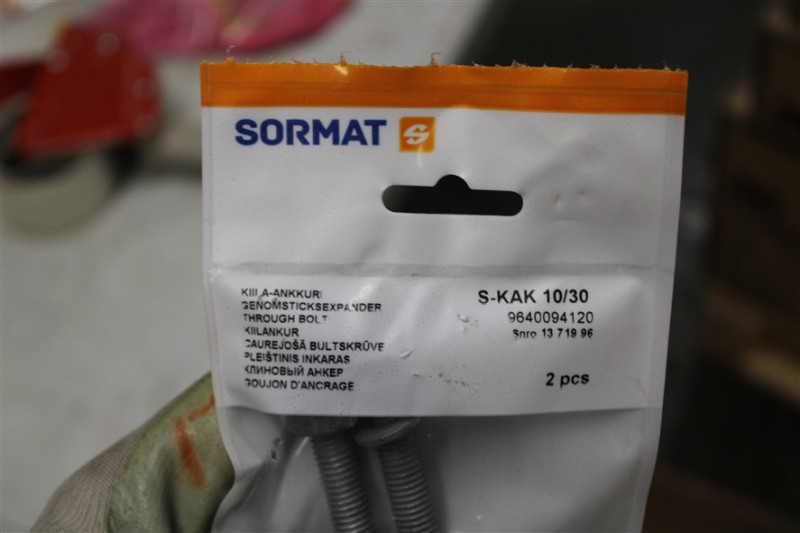 SORMAT S
KIILA-ANKKURI
GENOMSTICKSEXPANDER
THROUGH BOLT
KIILANKUR
CAUREJOŠĀ BULTSKRŪVE
PLEIŠTINIS INKARAS
КЛИНОВЫЙ АНКЕР
GOUJON D'ANCRAGE
S-KAK 10/30
9640094120
Snro 13 719 96
2 pcs